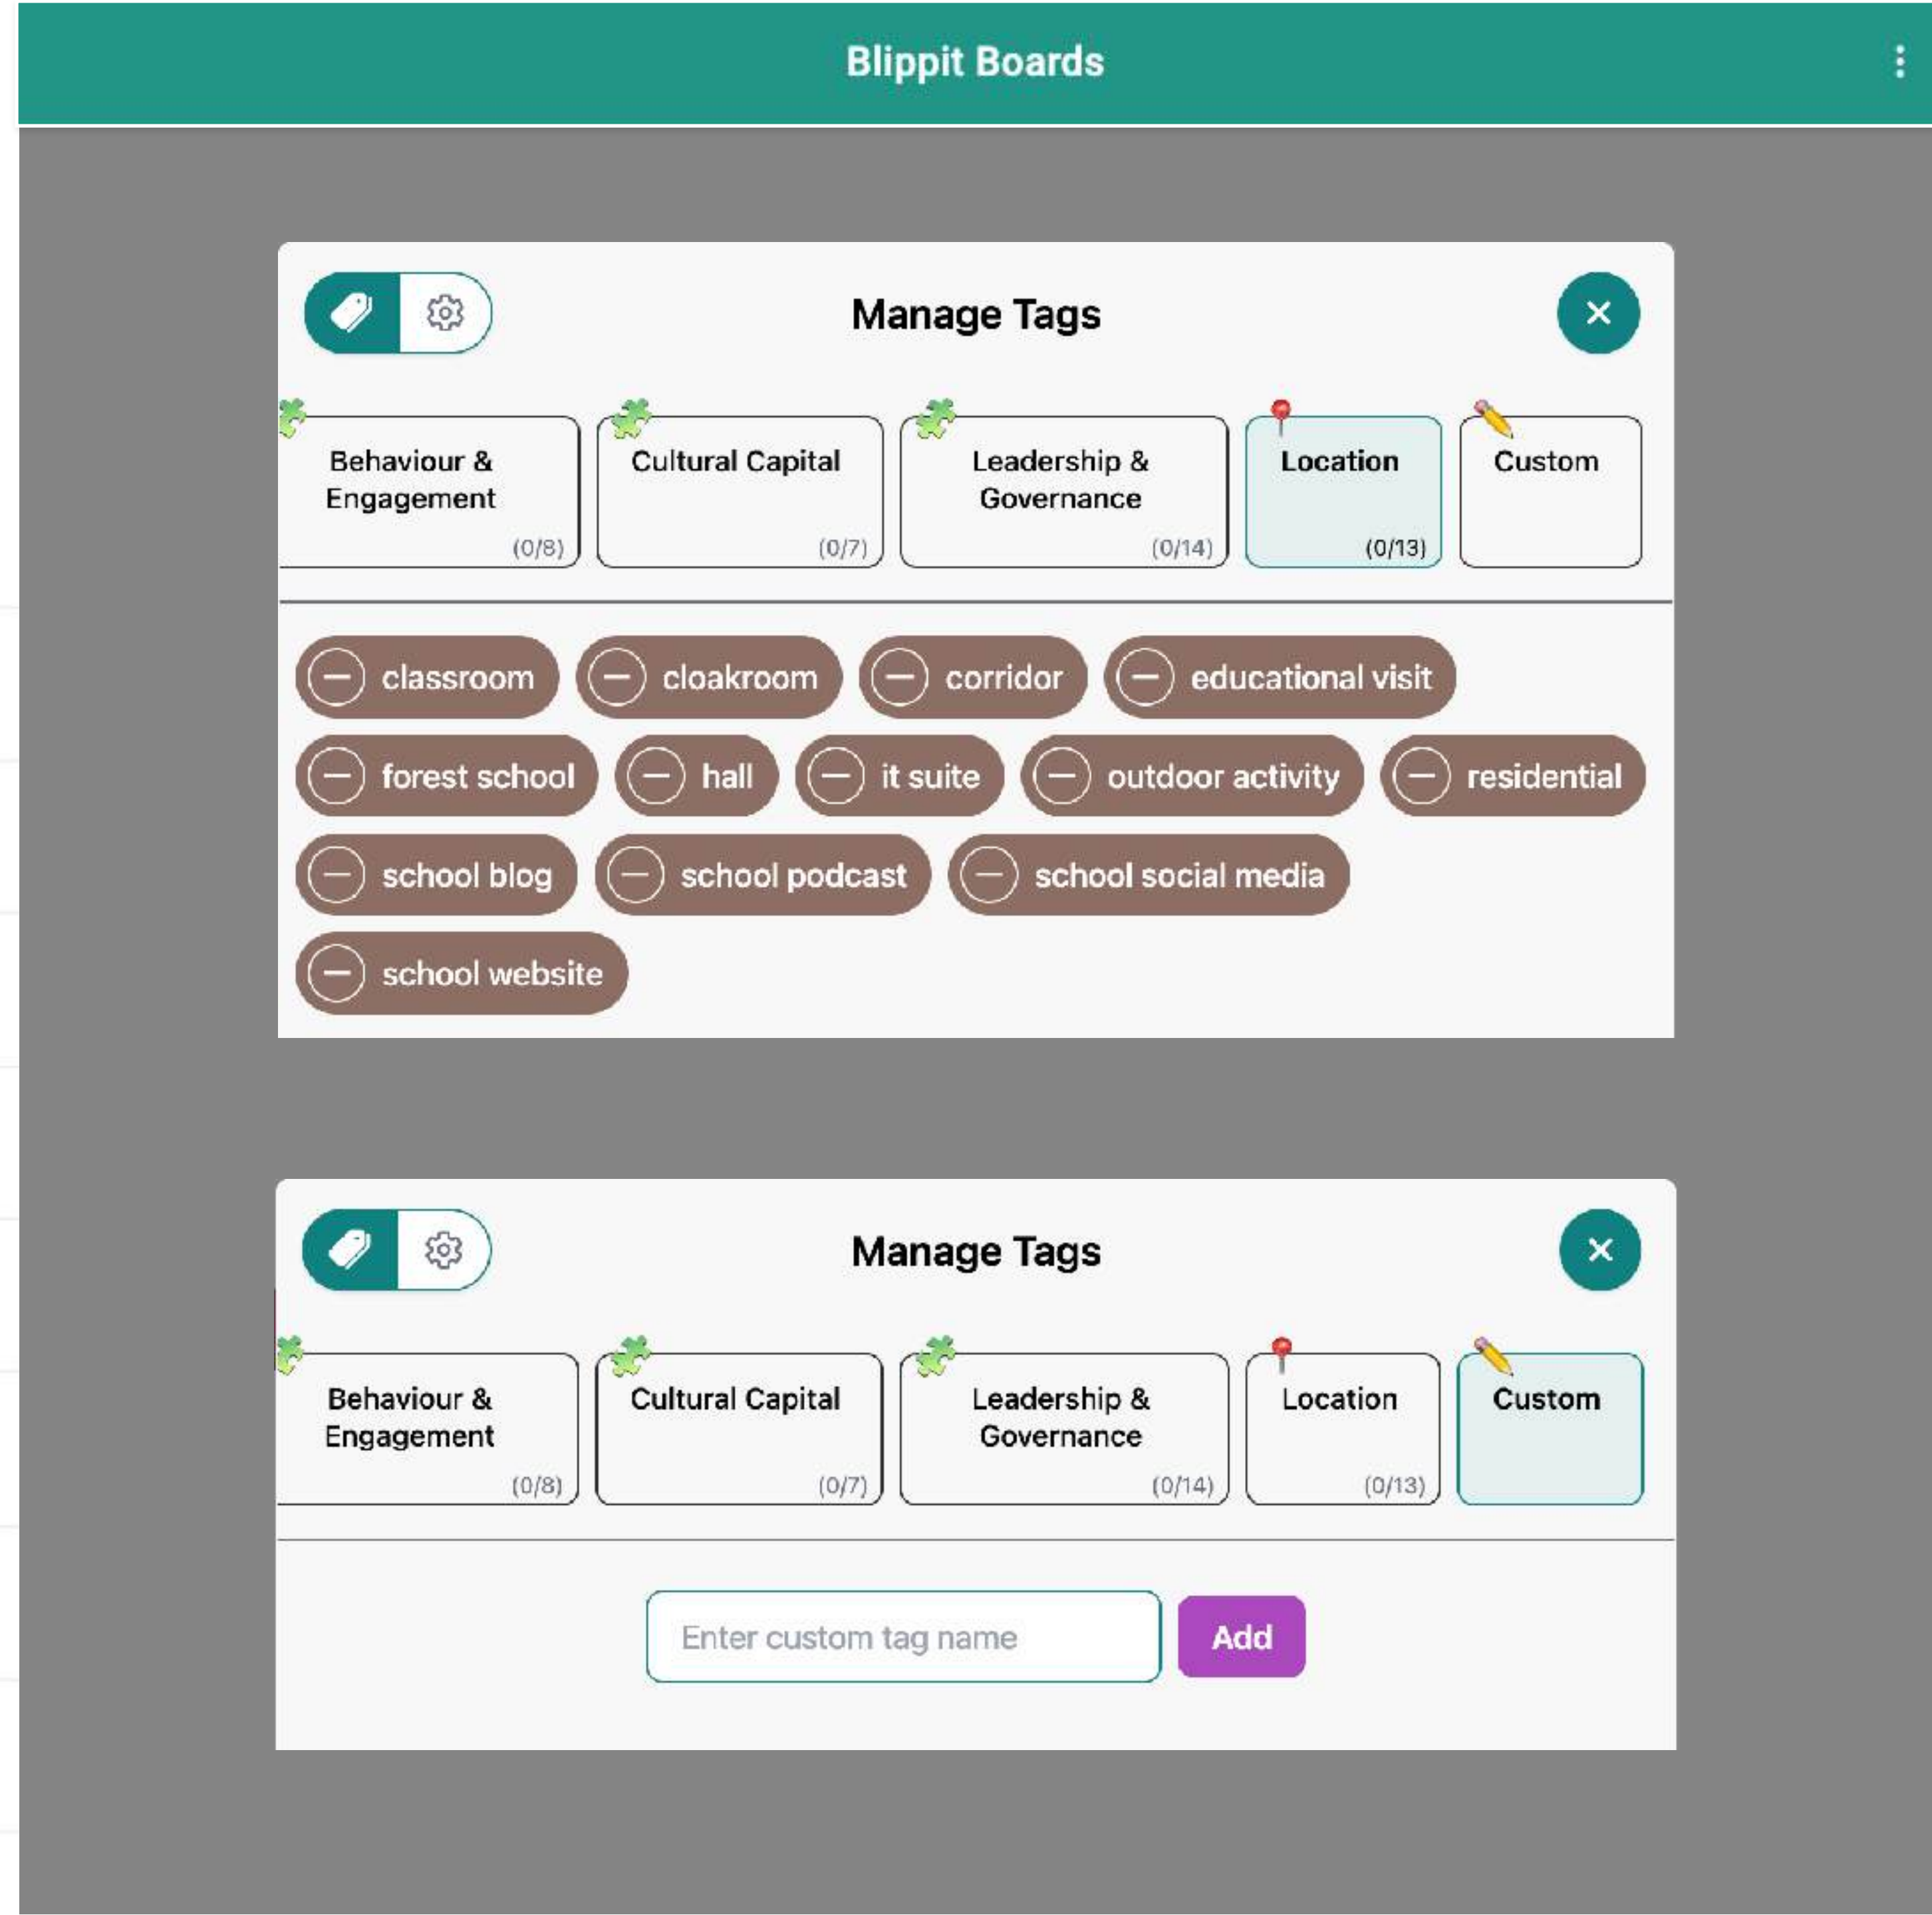 Blippit Boards
Manage Tags
Behaviour & Engagement (0/8)
Cultural Capital (0/7)
Leadership & Governance (0/14)
Location (0/13)
Custom
classroom cloakroom corridor educational visit
forest school hall it suite outdoor activity residential
school blog school podcast school social media
school website
Manage Tags
Behaviour & Engagement (0/8)
Cultural Capital (0/7)
Leadership & Governance (0/14)
Location (0/13)
Custom
Enter custom tag name Add